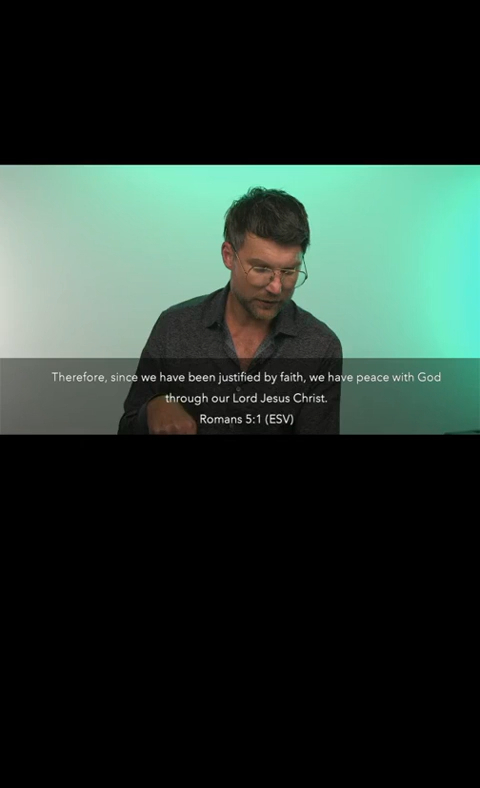 Therefore, since we have been justified by faith, we have peace with God
through our Lord Jesus Christ.
Romans 5:1 (ESV)